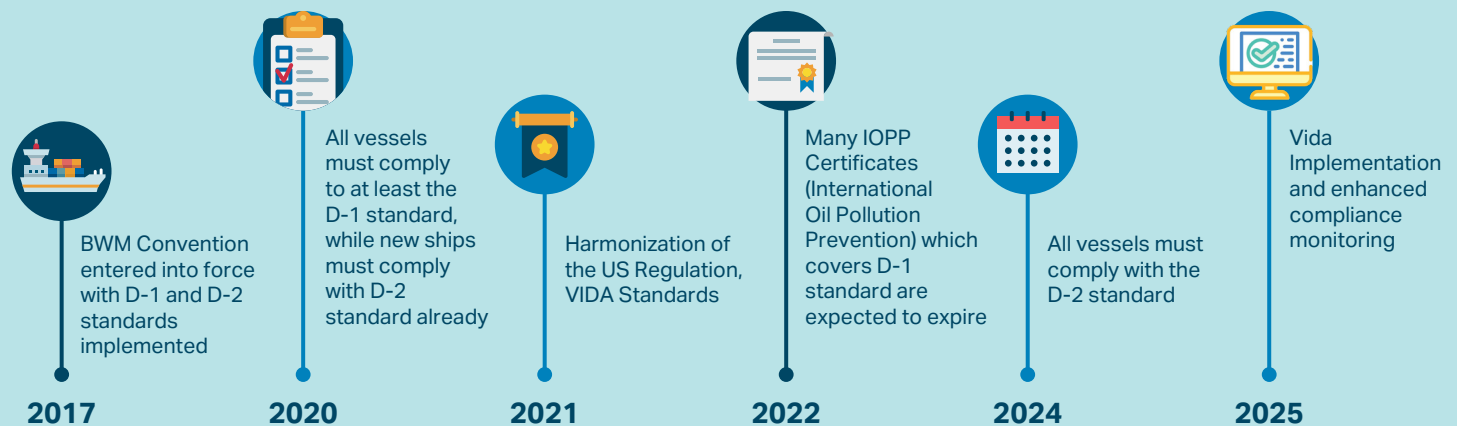 BWM Convention
entered into force
with D-1 and D-2
standards
implemented
2017
All vessels
must comply
to at least the
D-1 standard,
while new ships
must comply
with D-2
standard already
2020
Harmonization of
the US Regulation,
VIDA Standards
2021
Many IOPP
Certificates
(International
Oil Pollution
Prevention) which
covers D-1
standard are
expected to expire
2022
All vessels must
comply with the
D-2 standard
2024
Vida
Implementation
and enhanced
compliance
monitoring
2025